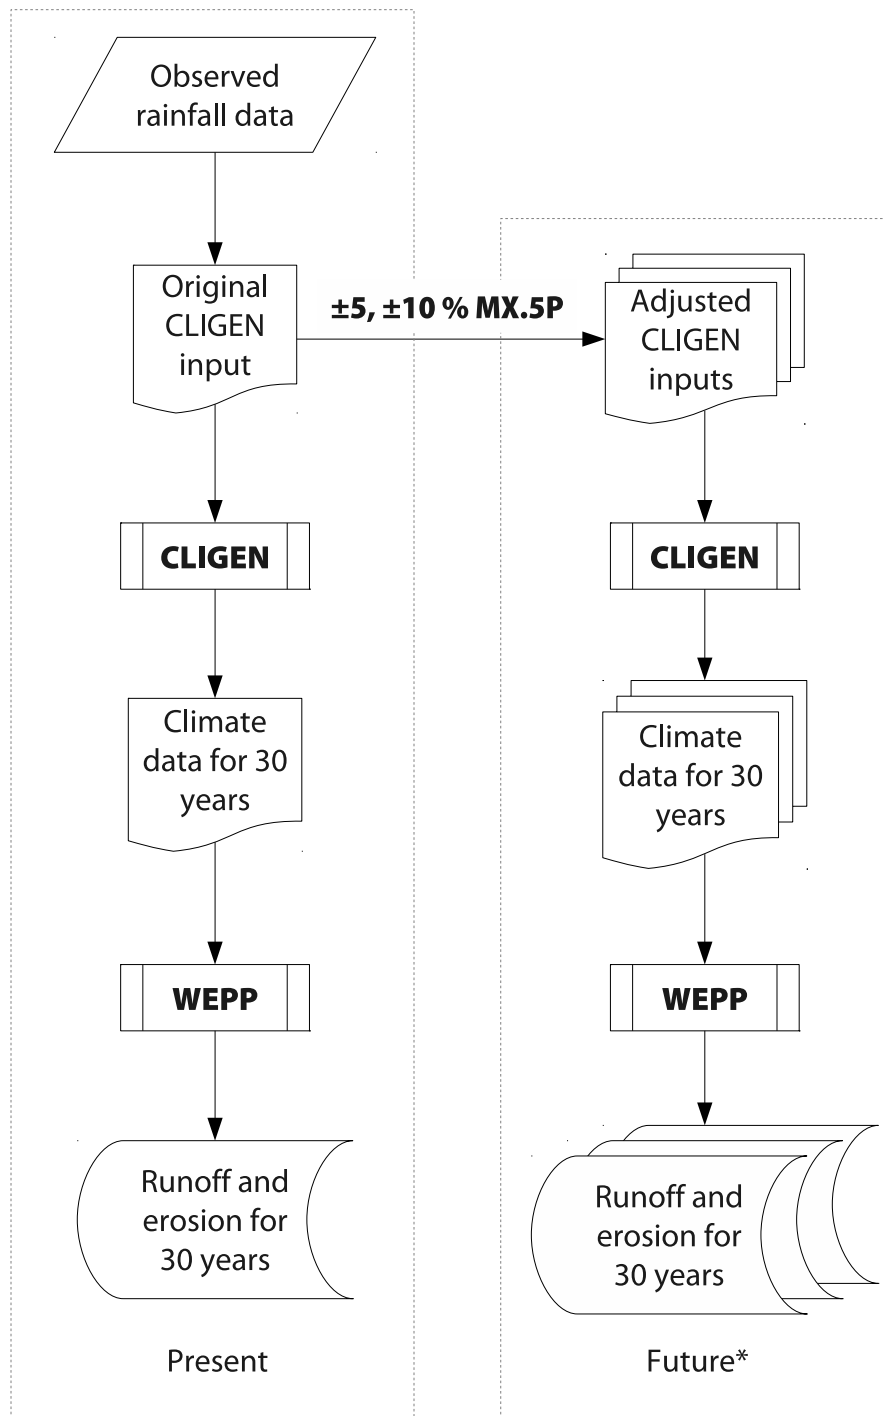 Observed
rainfall data
Original
CLIGEN
input
±5, ±10 % MX.5P
Adjusted
CLIGEN
inputs
CLIGEN
CLIGEN
Climate
data for 30
years
Climate
data for 30
years
WEPP
WEPP
Runoff and
erosion for
30 years
Runoff and
erosion for
30 years
Present
Future*